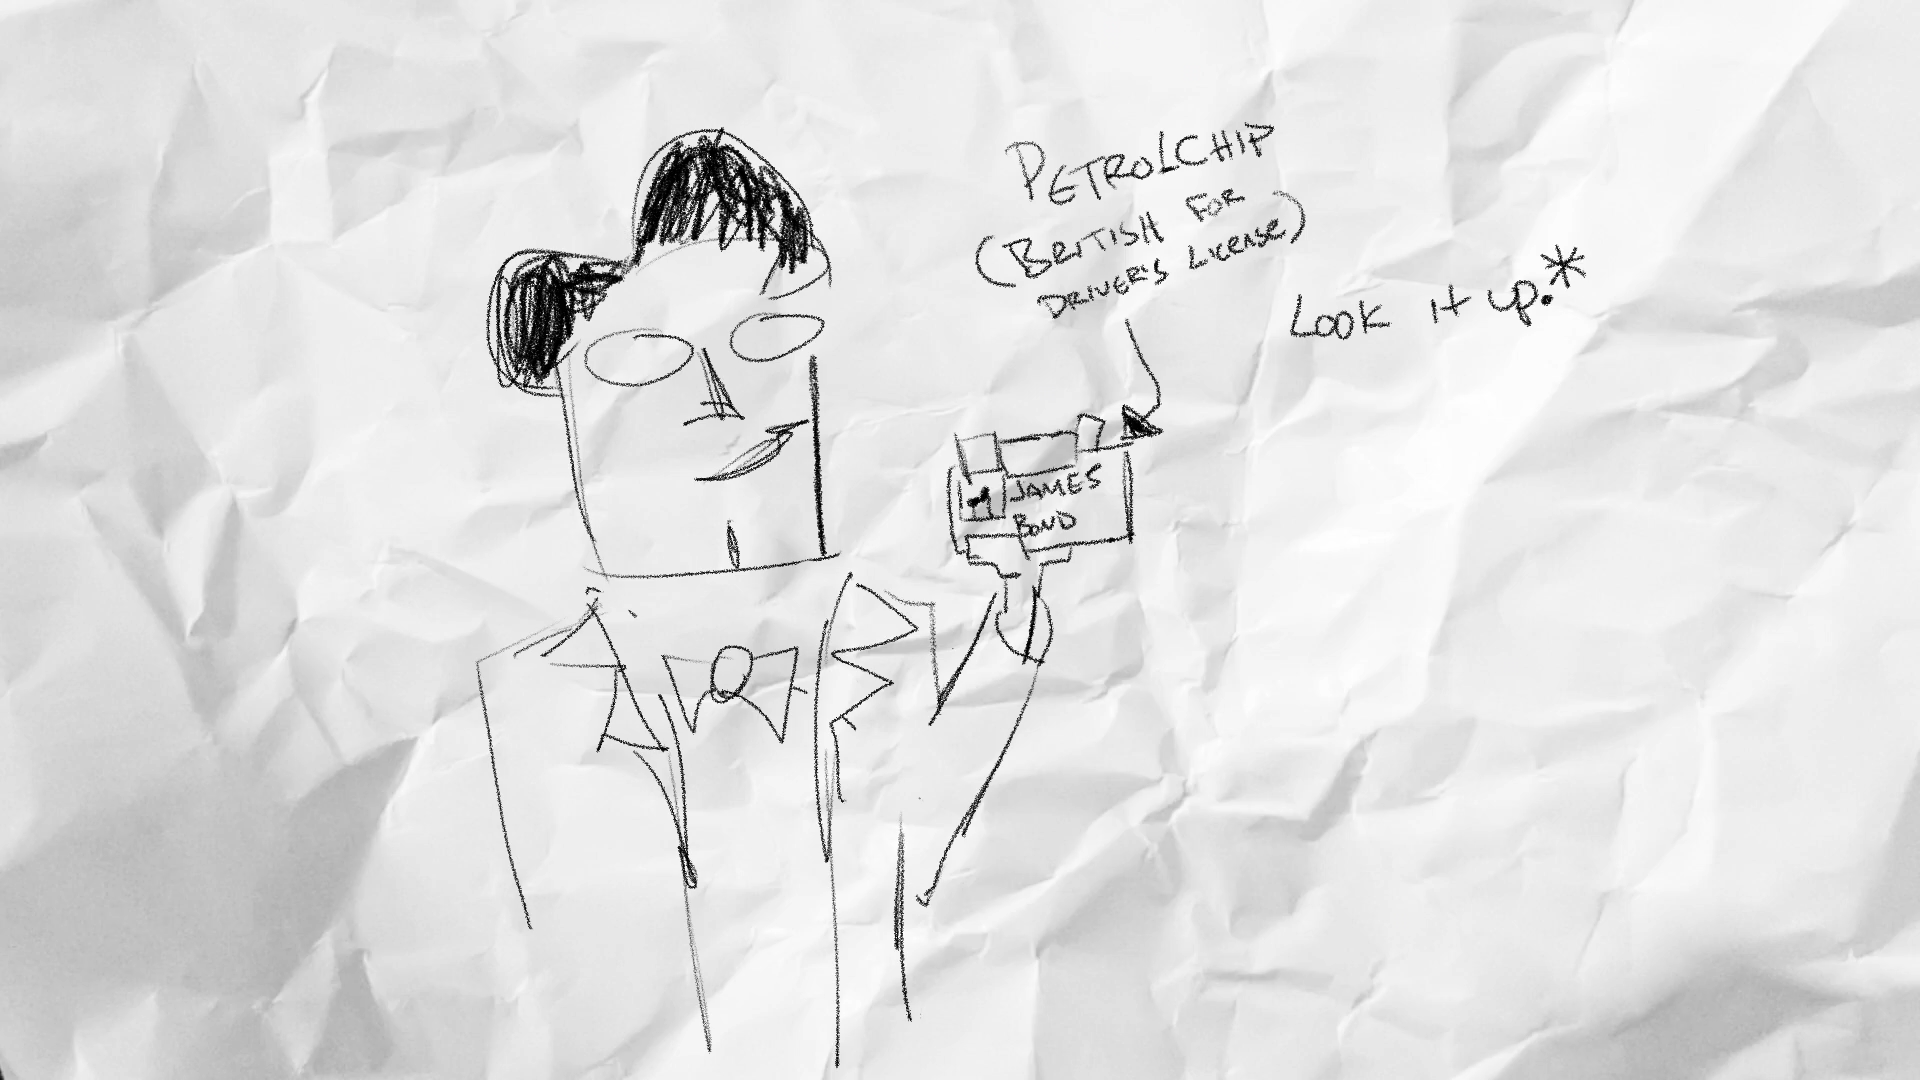 PETROLCHIP
(BRITISH FOR
DRIVER'S LICENSE)
Look it up.*
JAMES
BOND